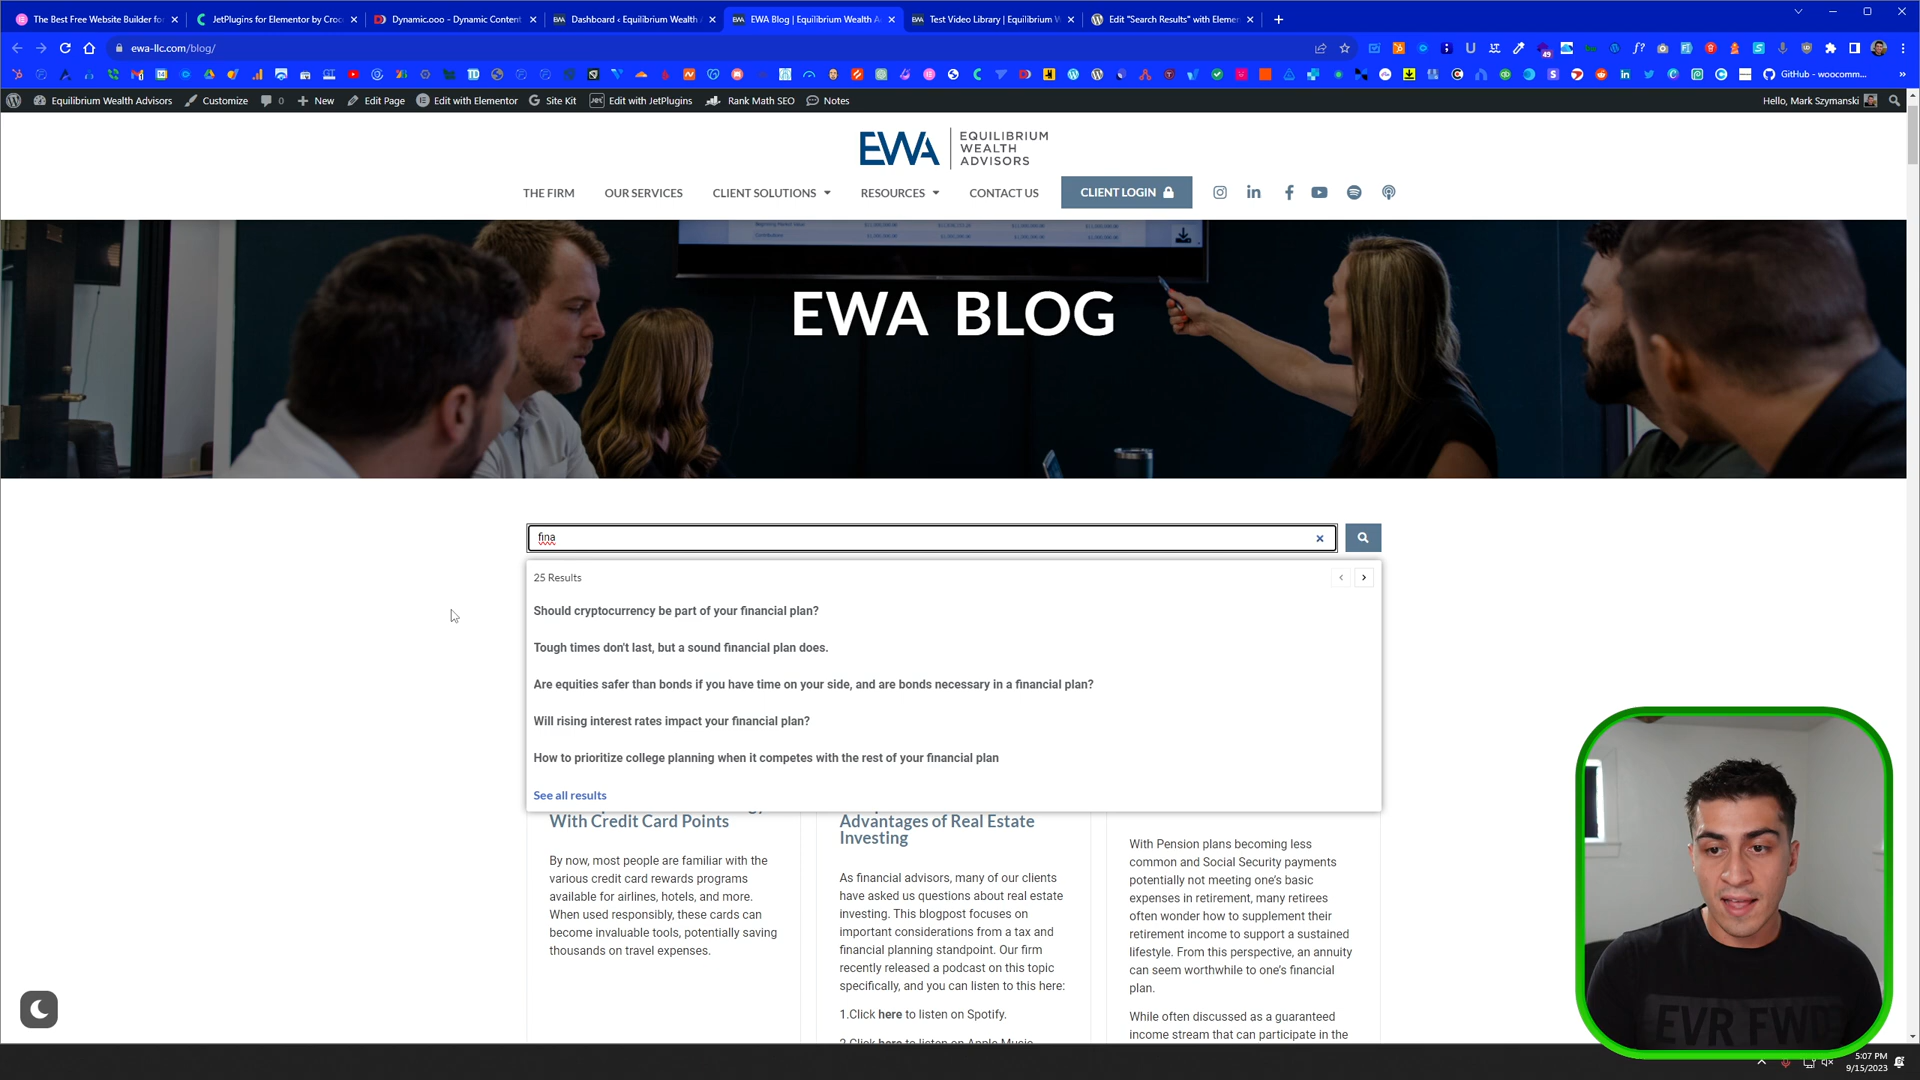 The Best Free Website Builder for
JetPlugins for Elementor by Croc
Dynamic.ooo - Dynamic Content
Dashboard ‹ Equilibrium Wealth A
EWA Blog | Equilibrium Wealth A
Test Video Library | Equilibrium W
Edit "Search Results" with Elemen
ewa-llc.com/blog/
GitHub - woocomm...
Equilibrium Wealth Advisors
Customize
0
New
Edit Page
Edit with Elementor
Site Kit
Edit with JetPlugins
Rank Math SEO
Notes
Hello, Mark Szymanski
EWA
EQUILIBRIUM
WEALTH
ADVISORS
THE FIRM
OUR SERVICES
CLIENT SOLUTIONS
RESOURCES
CONTACT US
CLIENT LOGIN
EWA BLOG
fina
25 Results
Should cryptocurrency be part of your financial plan?
Tough times don't last, but a sound financial plan does.
Are equities safer than bonds if you have time on your side, and are bonds necessary in a financial plan?
Will rising interest rates impact your financial plan?
How to prioritize college planning when it competes with the rest of your financial plan
See all results
With Credit Card Points
By now, most people are familiar with the
various credit card rewards programs
available for airlines, hotels, and more.
When used responsibly, these cards can
become invaluable tools, potentially saving
thousands on travel expenses.
Advantages of Real Estate
Investing
As financial advisors, many of our clients
have asked us questions about real estate
investing. This blogpost focuses on
important considerations from a tax and
financial planning standpoint. Our firm
recently released a podcast on this topic
specifically, and you can listen to this here:
1.Click here to listen on Spotify.
2.Click here to listen on Apple Music.
With Pension plans becoming less
common and Social Security payments
potentially not meeting one's basic
expenses in retirement, many retirees
often wonder how to supplement their
retirement income to support a sustained
lifestyle. From this perspective, an annuity
can seem worthwhile to one's financial
plan.
While often discussed as a guaranteed
income stream that can participate in the
EVR FWD
5:07 PM
9/15/2023